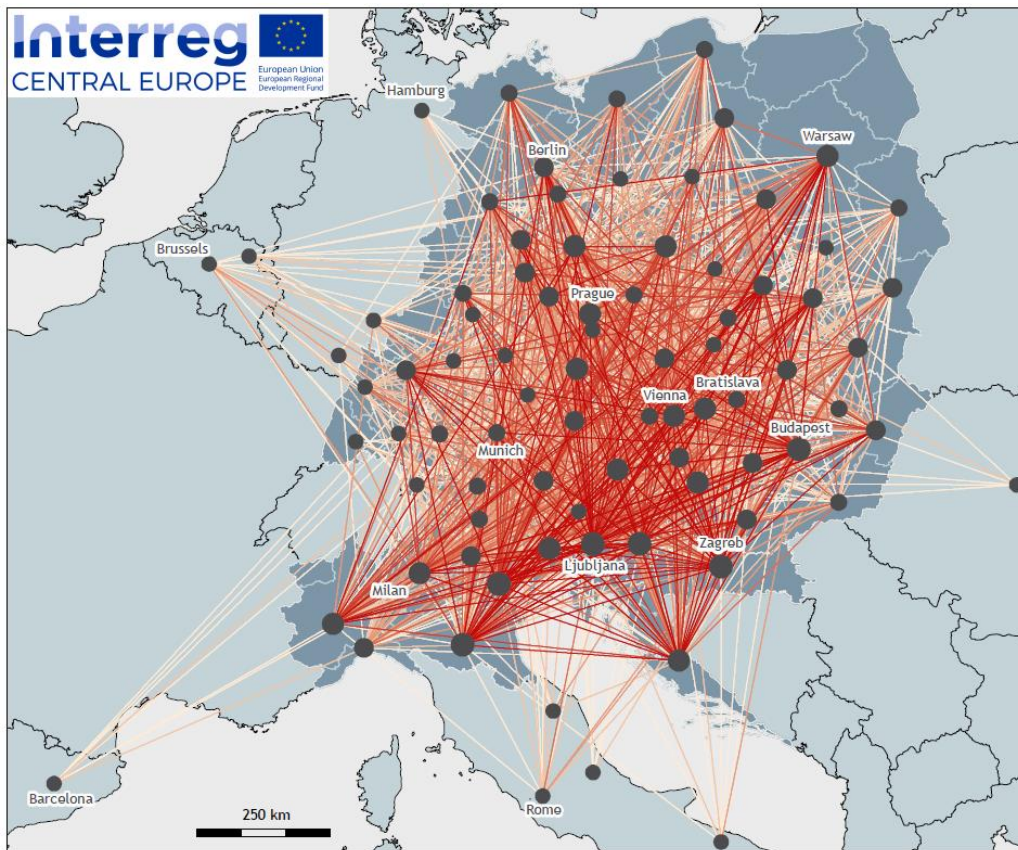 Interreg
CENTRAL EUROPE
European Union
European Regional
Development Fund
Hamburg
Berlin
Warsaw
Brussels
Prague
Vienna
Bratislava
Munich
Budapest
Ljubljana
Zagreb
Milan
Barcelona
Rome
250 km